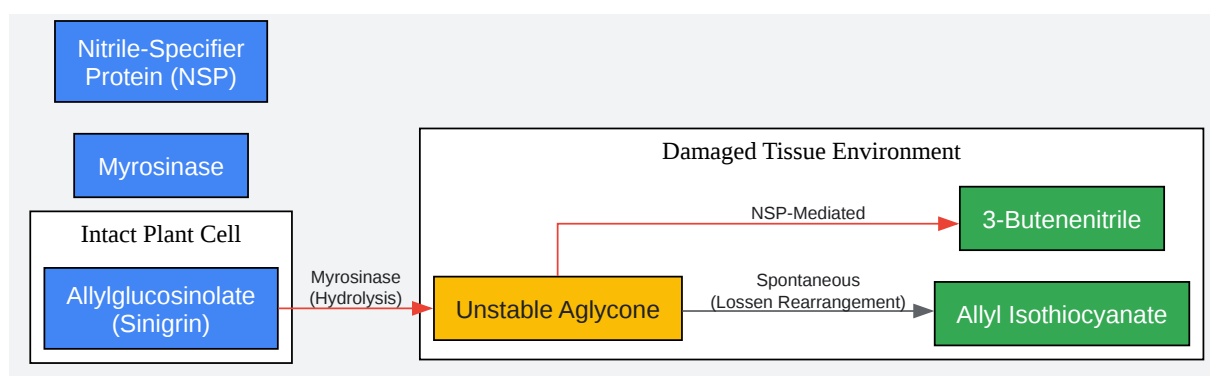 Nitrile-Specifier
Protein (NSP)
Myrosinase
Intact Plant Cell
Allylglucosinolate
(Sinigrin)
Myrosinase
(Hydrolysis)
Damaged Tissue Environment
NSP-Mediated
3-Butenenitrile
Unstable Aglycone
Spontaneous
(Lossen Rearrangement)
Allyl Isothiocyanate